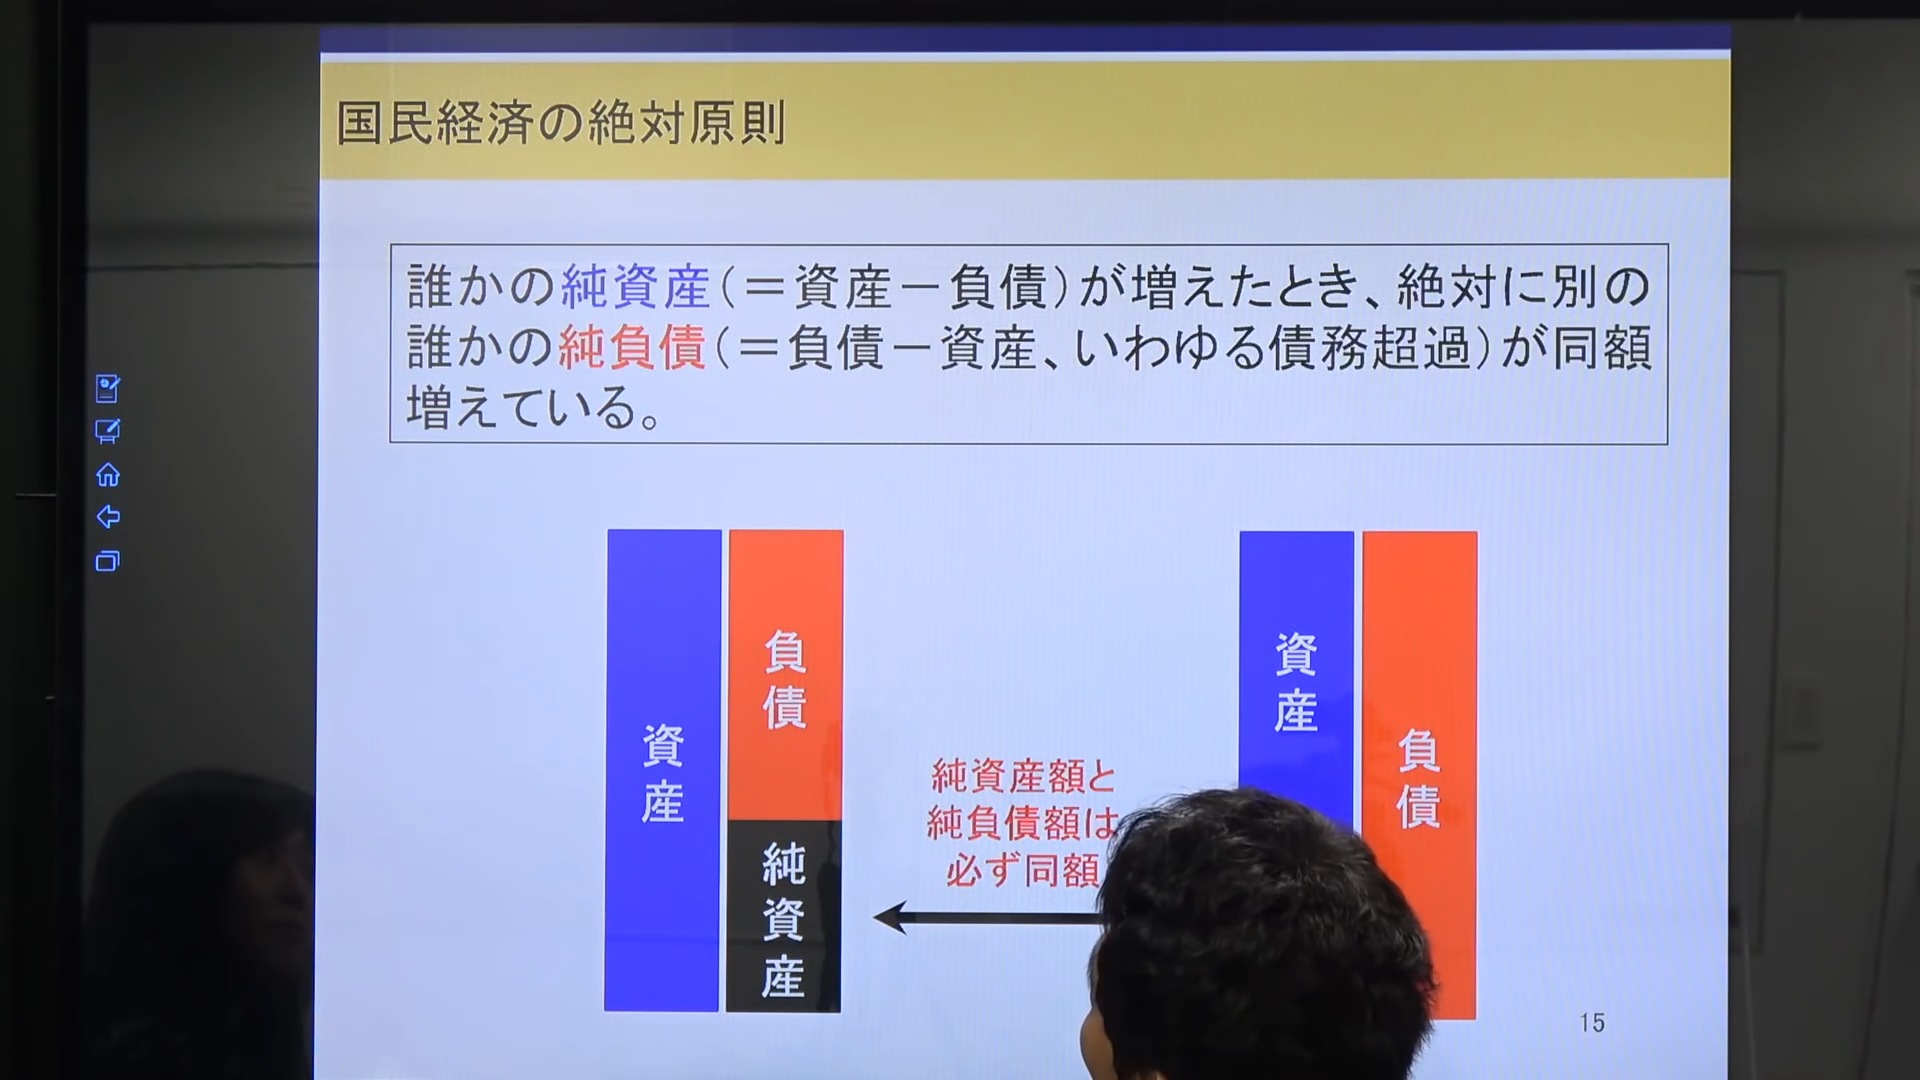 国民経済の絶対原則
誰かの純資産(=資産-負債)が増えたとき、絶対に別の
誰かの純負債(=負債-資産、いわゆる債務超過)が同額
増えている。
資産
負債
純資産
純資産額と
純負債額は
必ず同額
資産
負債
15